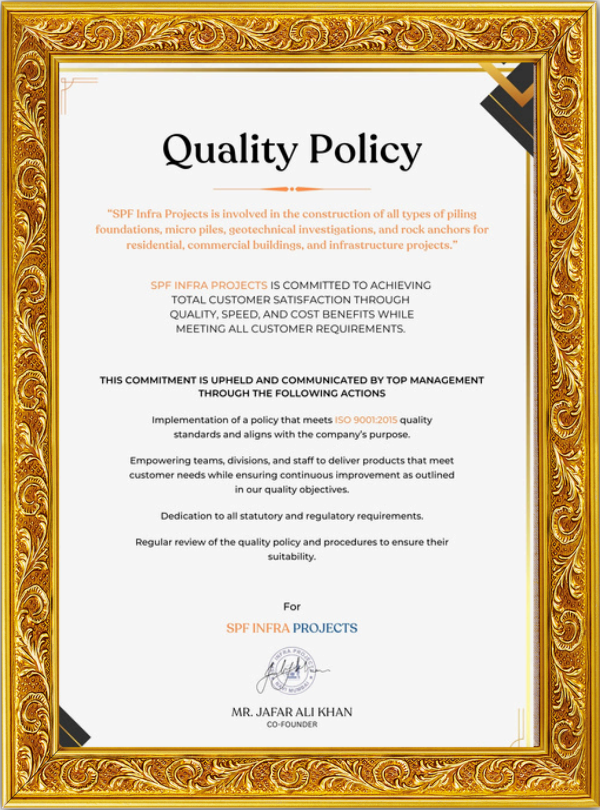 Quality Policy
"SPF Infra Projects is involved in the construction of all types of piling
foundations, micro piles, geotechnical investigations, and rock anchors for
residential, commercial buildings, and infrastructure projects."
SPF INFRA PROJECTS IS COMMITTED TO ACHIEVING
TOTAL CUSTOMER SATISFACTION THROUGH
QUALITY, SPEED, AND COST BENEFITS WHILE
MEETING ALL CUSTOMER REQUIREMENTS.
THIS COMMITMENT IS UPHELD AND COMMUNICATED BY TOP MANAGEMENT
THROUGH THE FOLLOWING ACTIONS
Implementation of a policy that meets ISO 9001:2015 quality
standards and aligns with the company's purpose.
Empowering teams, divisions, and staff to deliver products that meet
customer needs while ensuring continuous improvement as outlined
in our quality objectives.
Dedication to all statutory and regulatory requirements.
Regular review of the quality policy and procedures to ensure their
suitability.
For
SPF INFRA PROJECTS
MR. JAFAR ALI KHAN
CO-FOUNDER